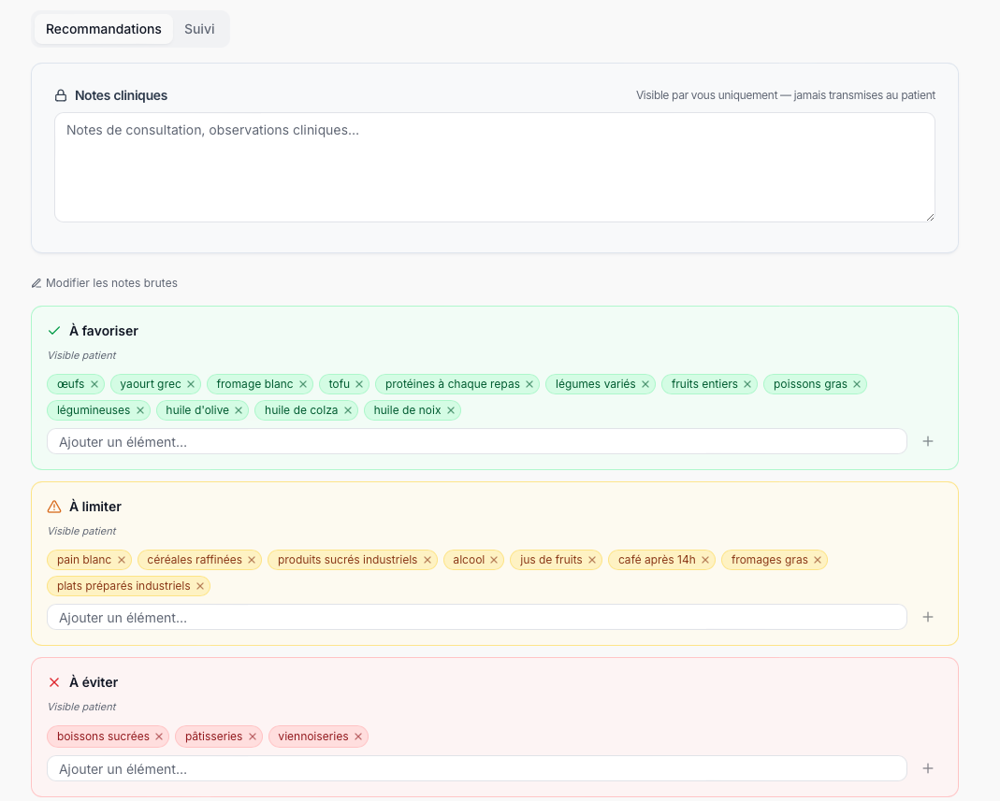 Recommandations Suivi
Notes cliniques Visible par vous uniquement — jamais transmises au patient
Notes de consultation, observations cliniques...
Modifier les notes brutes
À favoriser
Visible patient
œufs × yaourt grec × fromage blanc × tofu × protéines à chaque repas × légumes variés × fruits entiers × poissons gras ×
légumineuses × huile d'olive × huile de colza × huile de noix ×
Ajouter un élément... +
À limiter
Visible patient
pain blanc × céréales raffinées × produits sucrés industriels × alcool × jus de fruits × café après 14h × fromages gras ×
plats préparés industriels ×
Ajouter un élément... +
À éviter
Visible patient
boissons sucrées × pâtisseries × viennoiseries ×
Ajouter un élément... +